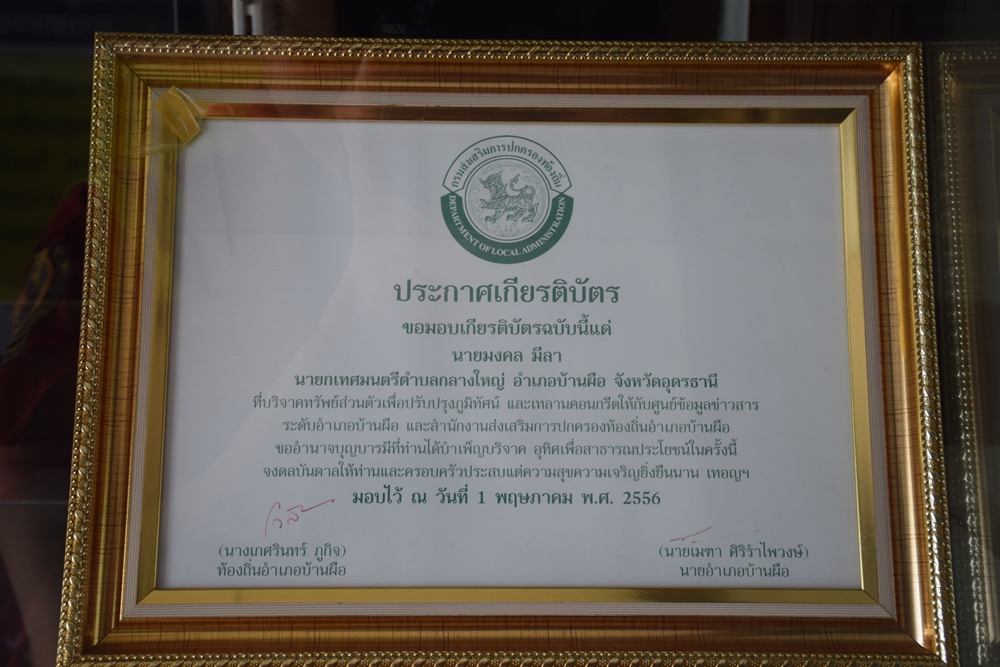 กรมส่งเสริมการปกครองท้องถิ่น
DEPARTMENT OF LOCAL ADMINISTRATION
ประกาศเกียรติบัตร
ขอมอบเกียรติบัตรฉบับนี้แด่
นายมงคล มีลา
นายกเทศมนตรีตำบลกลางใหญ่ อำเภอบ้านผือ จังหวัดอุดรธานี
ที่บริจาคทรัพย์ส่วนตัวเพื่อปรับปรุงภูมิทัศน์ และเทลานคอนกรีตให้กับศูนย์ข้อมูลข่าวสาร
ระดับอำเภอบ้านผือ และสำนักงานส่งเสริมการปกครองท้องถิ่นอำเภอบ้านผือ
ขออำนาจบุญบารมีที่ท่านได้บำเพ็ญบริจาค อุทิศเพื่อสาธารณประโยชน์ในครั้งนี้
จงดลบันดาลให้ท่านและครอบครัวประสบแต่ความสุขความเจริญยิ่งยืนนาน เทอญฯ
มอบไว้ ณ วันที่ 1 พฤษภาคม พ.ศ. 2556
(นางเกศรินทร์ ภูกิจ)
ท้องถิ่นอำเภอบ้านผือ
(นายเมฑา ศิริรำไพวงษ์)
นายอำเภอบ้านผือ